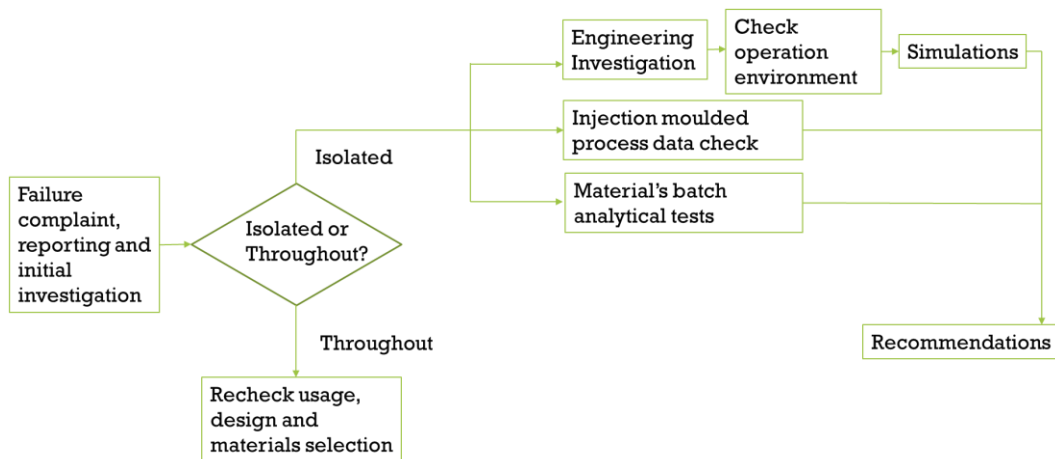 Failure
complaint,
reporting and
initial
investigation
Isolated or
Throughout?
Isolated
Engineering
Investigation
Check
operation
environment
Simulations
Injection moulded
process data check
Material's batch
analytical tests
Recommendations
Throughout
Recheck usage,
design and
materials selection